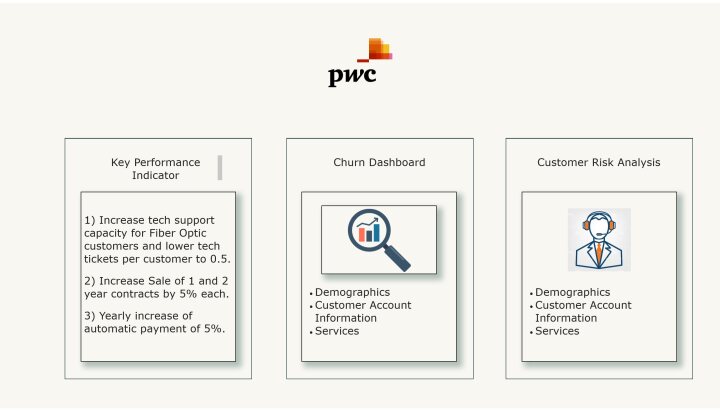 pwc
Key Performance
Indicator
1) Increase tech support
capacity for Fiber Optic
customers and lower tech
tickets per customer to 0.5.
2) Increase Sale of 1 and 2
year contracts by 5% each.
3) Yearly increase of
automatic payment of 5%.
Churn Dashboard
• Demographics
• Customer Account
Information
• Services
Customer Risk Analysis
• Demographics
• Customer Account
Information
• Services